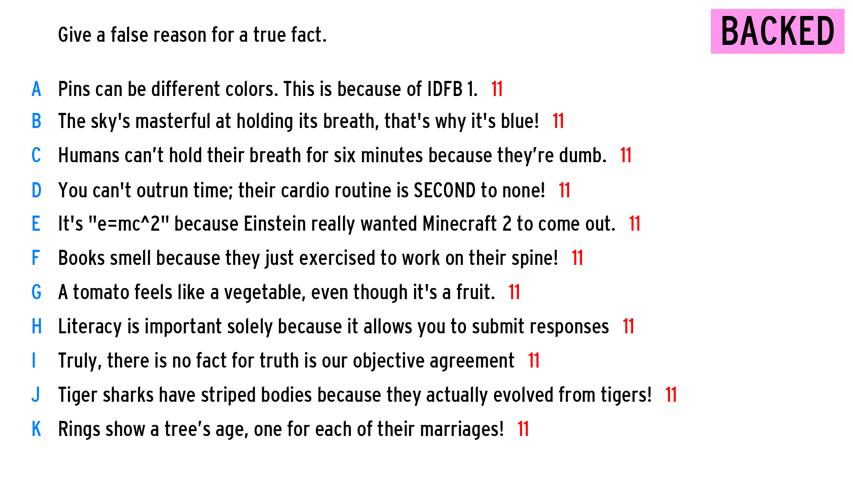 Give a false reason for a true fact.
BACKED
A Pins can be different colors. This is because of IDFB 1. 11
B The sky's masterful at holding its breath, that's why it's blue! 11
C Humans can’t hold their breath for six minutes because they’re dumb. 11
D You can't outrun time; their cardio routine is SECOND to none! 11
E It's "e=mc^2" because Einstein really wanted Minecraft 2 to come out. 11
F Books smell because they just exercised to work on their spine! 11
G A tomato feels like a vegetable, even though it's a fruit. 11
H Literacy is important solely because it allows you to submit responses 11
I Truly, there is no fact for truth is our objective agreement 11
J Tiger sharks have striped bodies because they actually evolved from tigers! 11
K Rings show a tree’s age, one for each of their marriages! 11